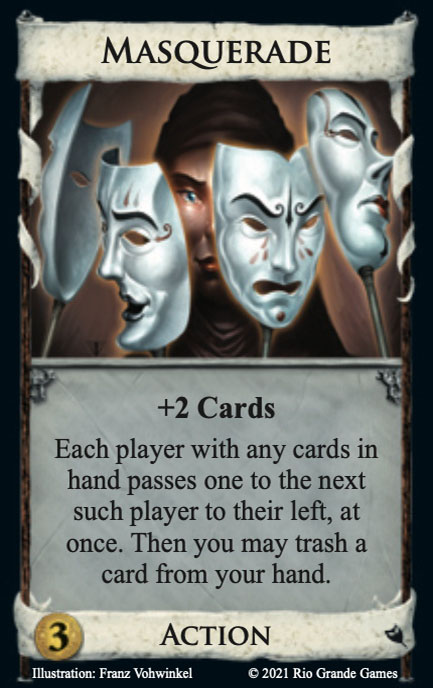 Masquerade
+2 Cards
Each player with any cards in
hand passes one to the next
such player to their left, at
once. Then you may trash a
card from your hand.
3
Action
Illustration: Franz Vohwinkel © 2021 Rio Grande Games